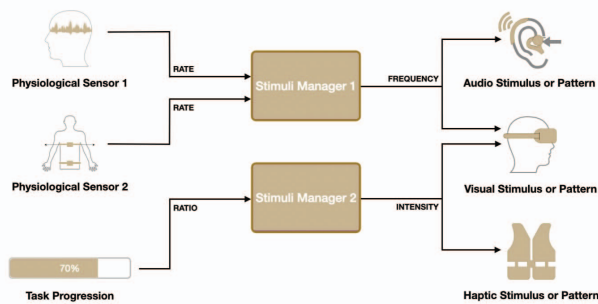 Physiological Sensor 1
RATE
Stimuli Manager 1
FREQUENCY
Audio Stimulus or Pattern
RATE
Physiological Sensor 2
Stimuli Manager 2
Visual Stimulus or Pattern
RATIO
INTENSITY
70%
Task Progression
Haptic Stimulus or Pattern